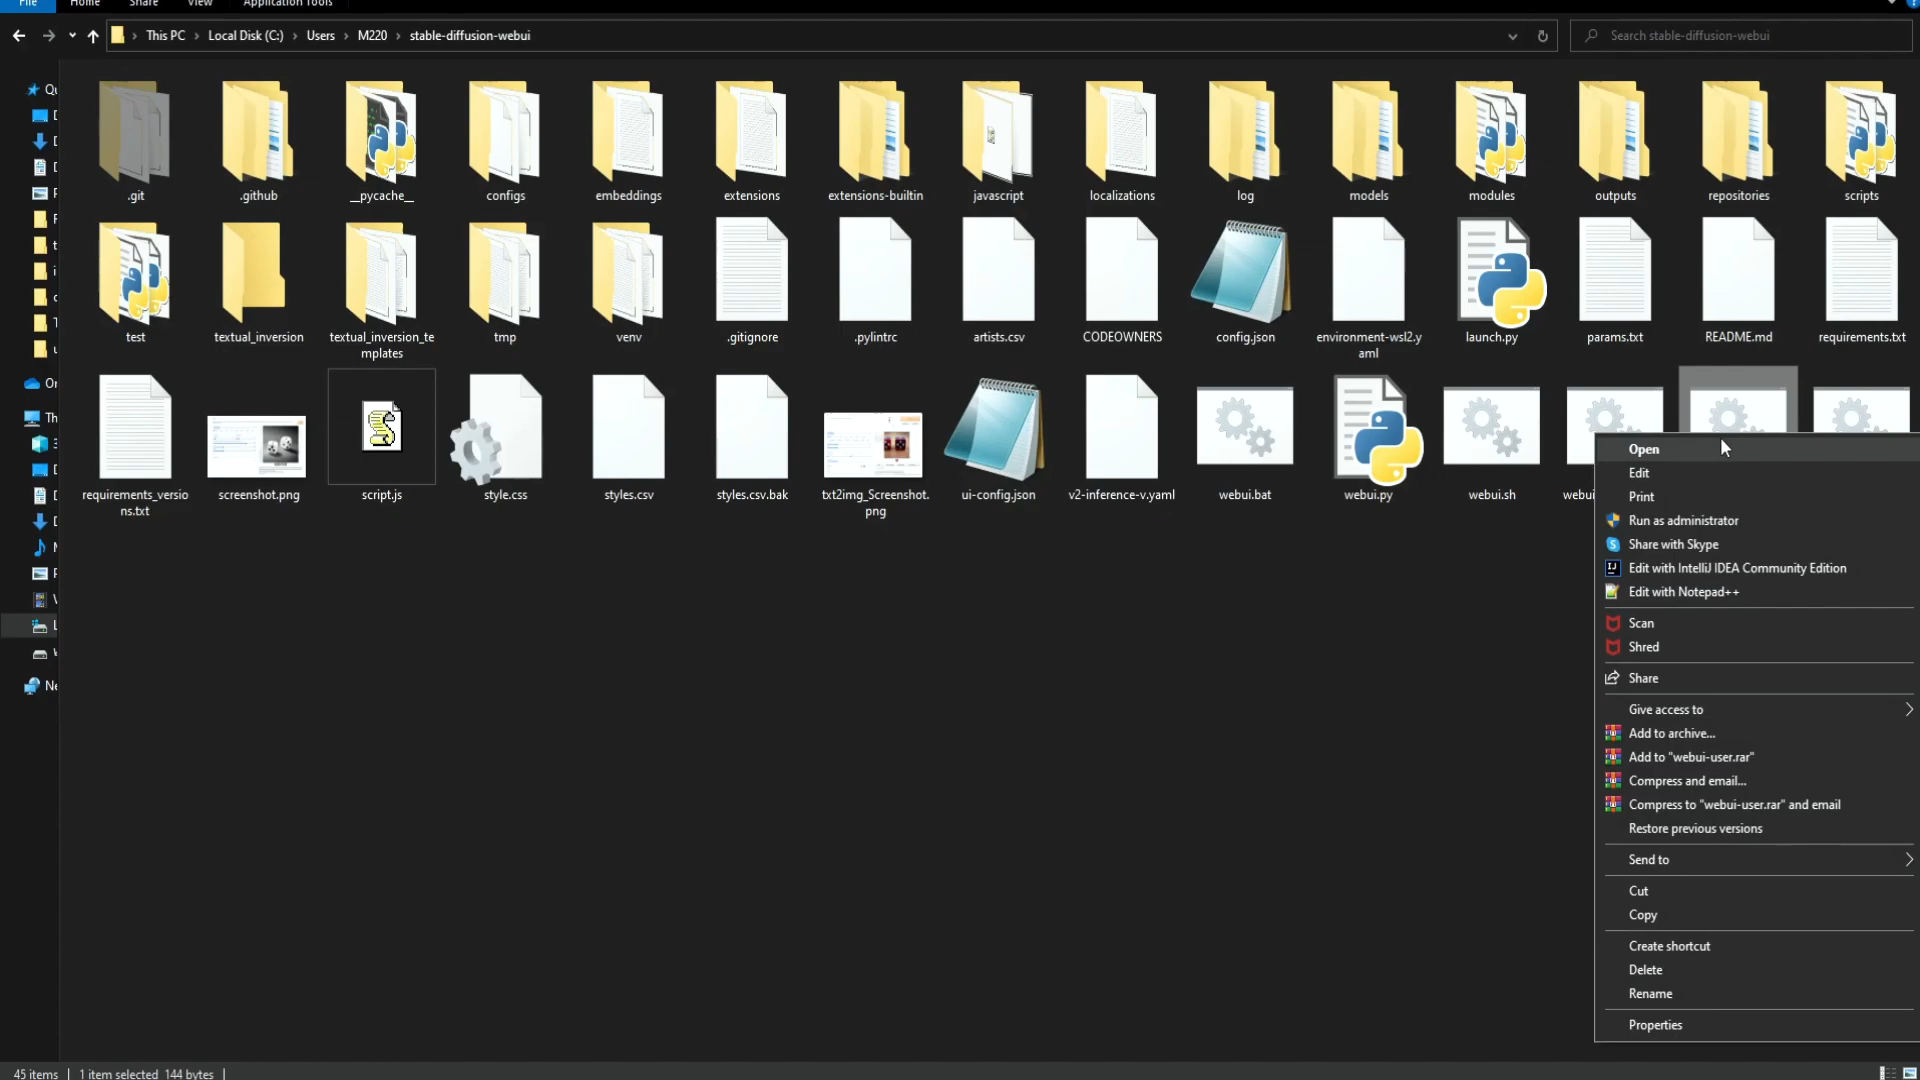 File Home Share View Application Tools
This PC › Local Disk (C:) › Users › M220 › stable-diffusion-webui
Search stable-diffusion-webui
.git .github __pycache__ configs embeddings extensions extensions-builtin javascript localizations log models modules outputs repositories scripts
test textual_inversion textual_inversion_te
mplates tmp venv .gitignore .pylintrc artists.csv CODEOWNERS config.json environment-wsl2.y
aml launch.py params.txt README.md requirements.txt
requirements_versio
ns.txt screenshot.png script.js style.css styles.csv styles.csv.bak txt2img_Screenshot.
png ui-config.json v2-inference-v.yaml webui.bat webui.py webui.sh
Open
Edit
Print
Run as administrator
Share with Skype
Edit with IntelliJ IDEA Community Edition
Edit with Notepad++
Scan
Shred
Share
Give access to
Add to archive...
Add to "webui-user.rar"
Compress and email...
Compress to "webui-user.rar" and email
Restore previous versions
Send to
Cut
Copy
Create shortcut
Delete
Rename
Properties
45 items 1 item selected 144 bytes